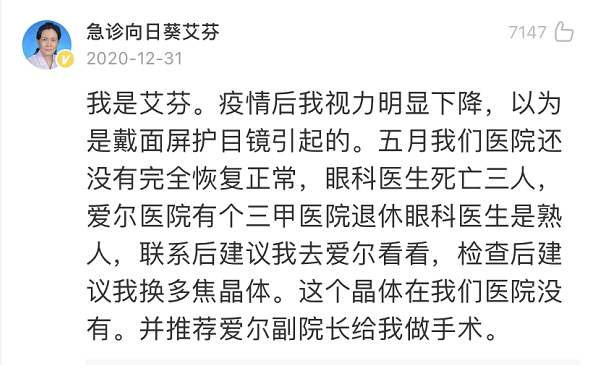 急诊向日葵艾芬
7147
2020-12-31
我是艾芬。疫情后我视力明显下降，以为
是戴面屏护目镜引起的。五月我们医院还
没有完全恢复正常，眼科医生死亡三人，
爱尔医院有个三甲医院退休眼科医生是熟
人，联系后建议我去爱尔看看，检查后建
议我换多焦晶体。这个晶体在我们医院没
有。并推荐爱尔副院长给我做手术。